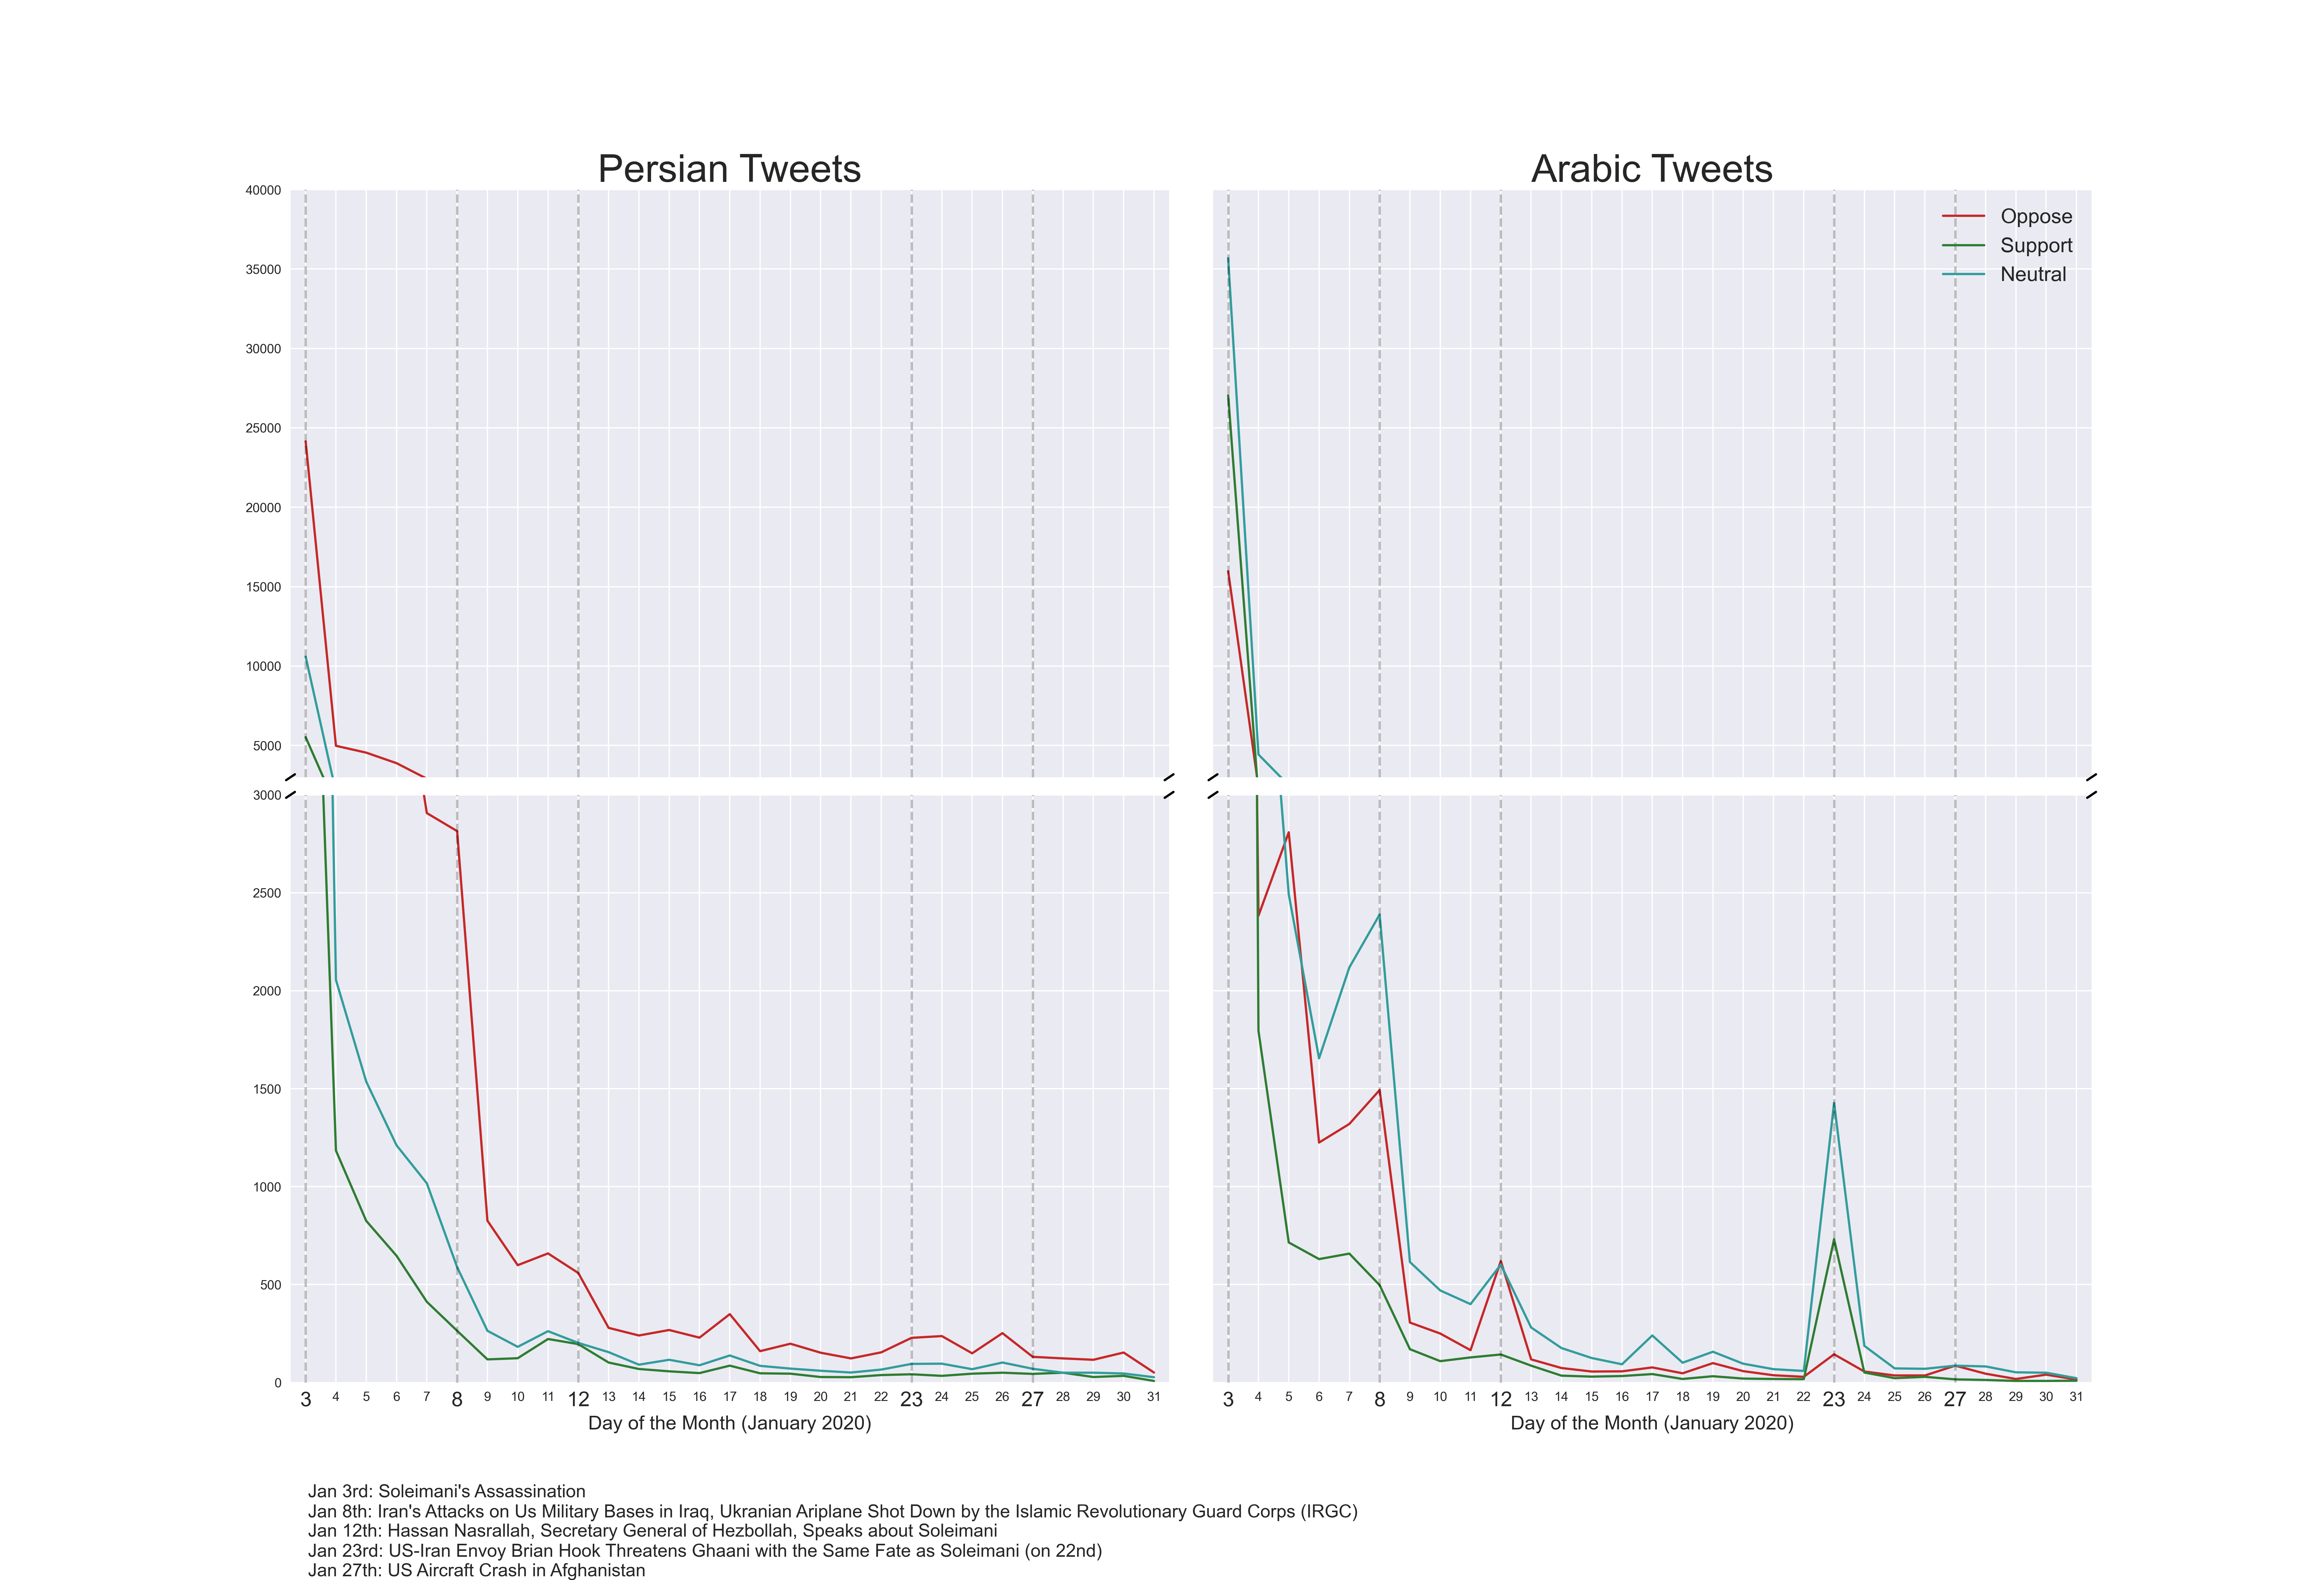 Persian Tweets
40000
35000
30000
25000
20000
15000
10000
5000
3000
2500
2000
1500
1000
500
0
3 4 5 6 7 8 9 10 11 12 13 14 15 16 17 18 19 20 21 22 23 24 25 26 27 28 29 30 31
Day of the Month (January 2020)
Arabic Tweets
Oppose
Support
Neutral
3 4 5 6 7 8 9 10 11 12 13 14 15 16 17 18 19 20 21 22 23 24 25 26 27 28 29 30 31
Day of the Month (January 2020)
Jan 3rd: Soleimani's Assassination
Jan 8th: Iran's Attacks on Us Military Bases in Iraq, Ukranian Ariplane Shot Down by the Islamic Revolutionary Guard Corps (IRGC)
Jan 12th: Hassan Nasrallah, Secretary General of Hezbollah, Speaks about Soleimani
Jan 23rd: US-Iran Envoy Brian Hook Threatens Ghaani with the Same Fate as Soleimani (on 22nd)
Jan 27th: US Aircraft Crash in Afghanistan